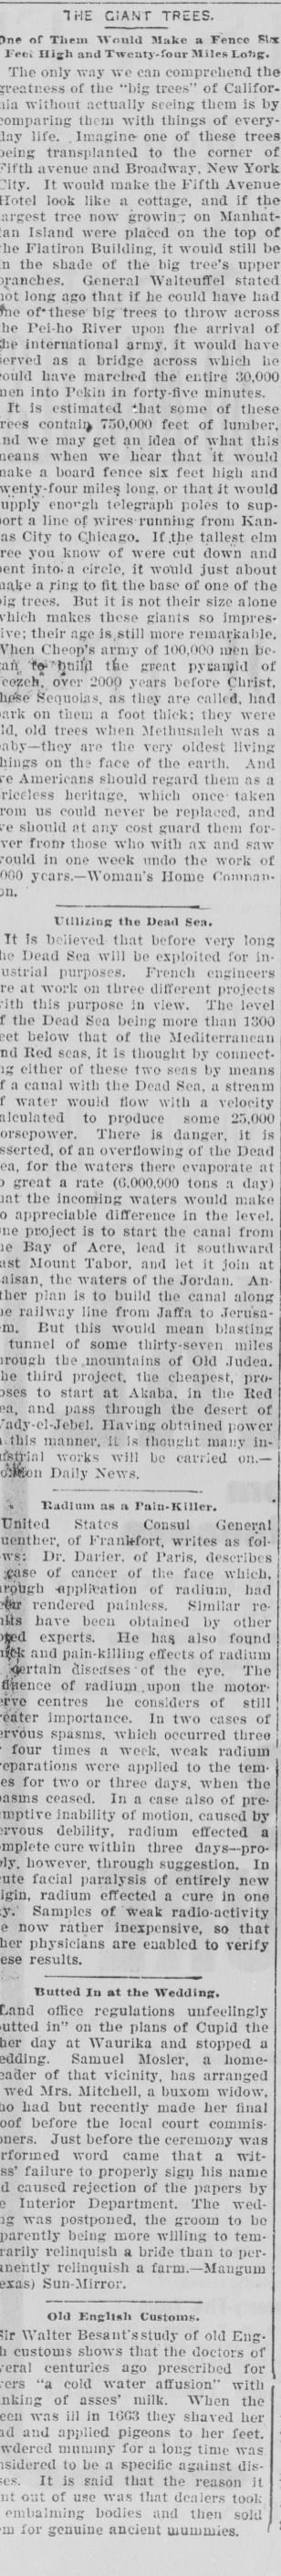 THE GIANT TREES.
One of Them Would Make a Fence Six
Feet High and Twenty-four Miles Long.
The only way we can comprehend the
greatness of the "big trees" of Califor-
nia without actually seeing them is by
comparing them with things of every-
day life. Imagine one of these trees
being transplanted to the corner of
Fifth avenue and Broadway, New York
City. It would make the Fifth Avenue
Hotel look like a cottage, and if the
largest tree now growing on Manhat-
tan Island were placed on the top of
the Flatiron Building, it would still be
in the shade of the big tree's upper
branches. General Walteuffel stated
not long ago that if he could have had
one of these big trees to throw across
the Pei-ho River upon the arrival of
the international army, it would have
served as a bridge across which he
could have marched the entire 30,000
men into Pekin in forty-five minutes.
It is estimated that some of these
trees contain 750,000 feet of lumber,
and we may get an idea of what this
means when we hear that it would
make a board fence six feet high and
twenty-four miles long, or that it would
supply enough telegraph poles to sup-
port a line of wires running from Kan-
sas City to Chicago. If the tallest elm
tree you know of were cut down and
bent into a circle, it would just about
make a ring to fit the base of one of the
big trees. But it is not their size alone
which makes these giants so impres-
sive; their age is still more remarkable.
When Cheop's army of 100,000 men be-
gan to build the great pyramid of
Geezeh, over 2000 years before Christ,
these Sequoias, as they are called, had
bark on them a foot thick; they were
old, old trees when Methusaleh was a
baby—they are the very oldest living
things on the face of the earth. And
we Americans should regard them as a
priceless heritage, which once taken
from us could never be replaced, and
we should at any cost guard them for-
ever from those who with ax and saw
would in one week undo the work of
000 years.—Woman's Home Compan-
ion.
Utilizing the Dead Sea.
It is believed that before very long
the Dead Sea will be exploited for in-
dustrial purposes. French engineers
are at work on three different projects
with this purpose in view. The level
of the Dead Sea being more than 1300
feet below that of the Mediterranean
and Red seas, it is thought by connect-
ing either of these two seas by means
of a canal with the Dead Sea, a stream
of water would flow with a velocity
calculated to produce some 25,000
horsepower. There is danger, it is
asserted, of an overflowing of the Dead
Sea, for the waters there evaporate at
so great a rate (6,000,000 tons a day)
that the incoming waters would make
no appreciable difference in the level.
One project is to start the canal from
the Bay of Acre, lead it southward
past Mount Tabor, and let it join at
Baisan, the waters of the Jordan. An-
other plan is to build the canal along
the railway line from Jaffa to Jerusa-
lem. But this would mean blasting
a tunnel of some thirty-seven miles
through the mountains of Old Judea.
The third project, the cheapest, pro-
poses to start at Akaba, in the Red
Sea, and pass through the desert of
Wady-el-Jebel. Having obtained power
in this manner, it is thought many in-
dustrial works will be carried on.—
London Daily News.
Radium as a Pain-Killer.
United States Consul General
Guenther, of Frankfort, writes as fol-
lows: Dr. Darier, of Paris, describes
case of cancer of the face which,
through application of radium, had
been rendered painless. Similar re-
sults have been obtained by other
noted experts. He has also found
quick and pain-killing effects of radium
in certain diseases of the eye. The
influence of radium upon the motor-
nerve centres he considers of still
greater importance. In two cases of
nervous spasms, which occurred three
or four times a week, weak radium
preparations were applied to the tem-
ples for two or three days, when the
spasms ceased. In a case also of pre-
sumptive inability of motion, caused by
nervous debility, radium effected a
complete cure within three days—pro-
bably, however, through suggestion. In
acute facial paralysis of entirely new
origin, radium effected a cure in one
day. Samples of weak radio-activity
are now rather inexpensive, so that
other physicians are enabled to verify
these results.
Butted In at the Wedding.
Land office regulations unfeelingly
"butted in" on the plans of Cupid the
other day at Waurika and stopped a
wedding. Samuel Mosler, a home-
steader of that vicinity, has arranged
to wed Mrs. Mitchell, a buxom widow,
who had but recently made her final
proof before the local court commis-
sioners. Just before the ceremony was
performed word came that a wit-
ness' failure to properly sign his name
had caused rejection of the papers by
the Interior Department. The wed-
ding was postponed, the groom to be
apparently being more willing to tem-
porarily relinquish a bride than to per-
manently relinquish a farm.—Mangum
(Texas) Sun-Mirror.
Old English Customs.
Sir Walter Besant's study of old Eng-
lish customs shows that the doctors of
several centuries ago prescribed for
fevers "a cold water affusion" with
drinking of asses' milk. When the
queen was ill in 1663 they shaved her
head and applied pigeons to her feet.
Powdered mummy for a long time was
considered to be a specific against dis-
eases. It is said that the reason it
went out of use was that dealers took
to embalming bodies and then sold
them for genuine ancient mummies.